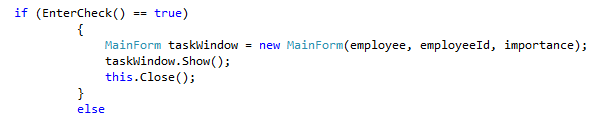 if (EnterCheck() == true)
{
MainForm taskWindow = new MainForm(employee, employeeId, importance);
taskWindow.Show();
this.Close();
}
else